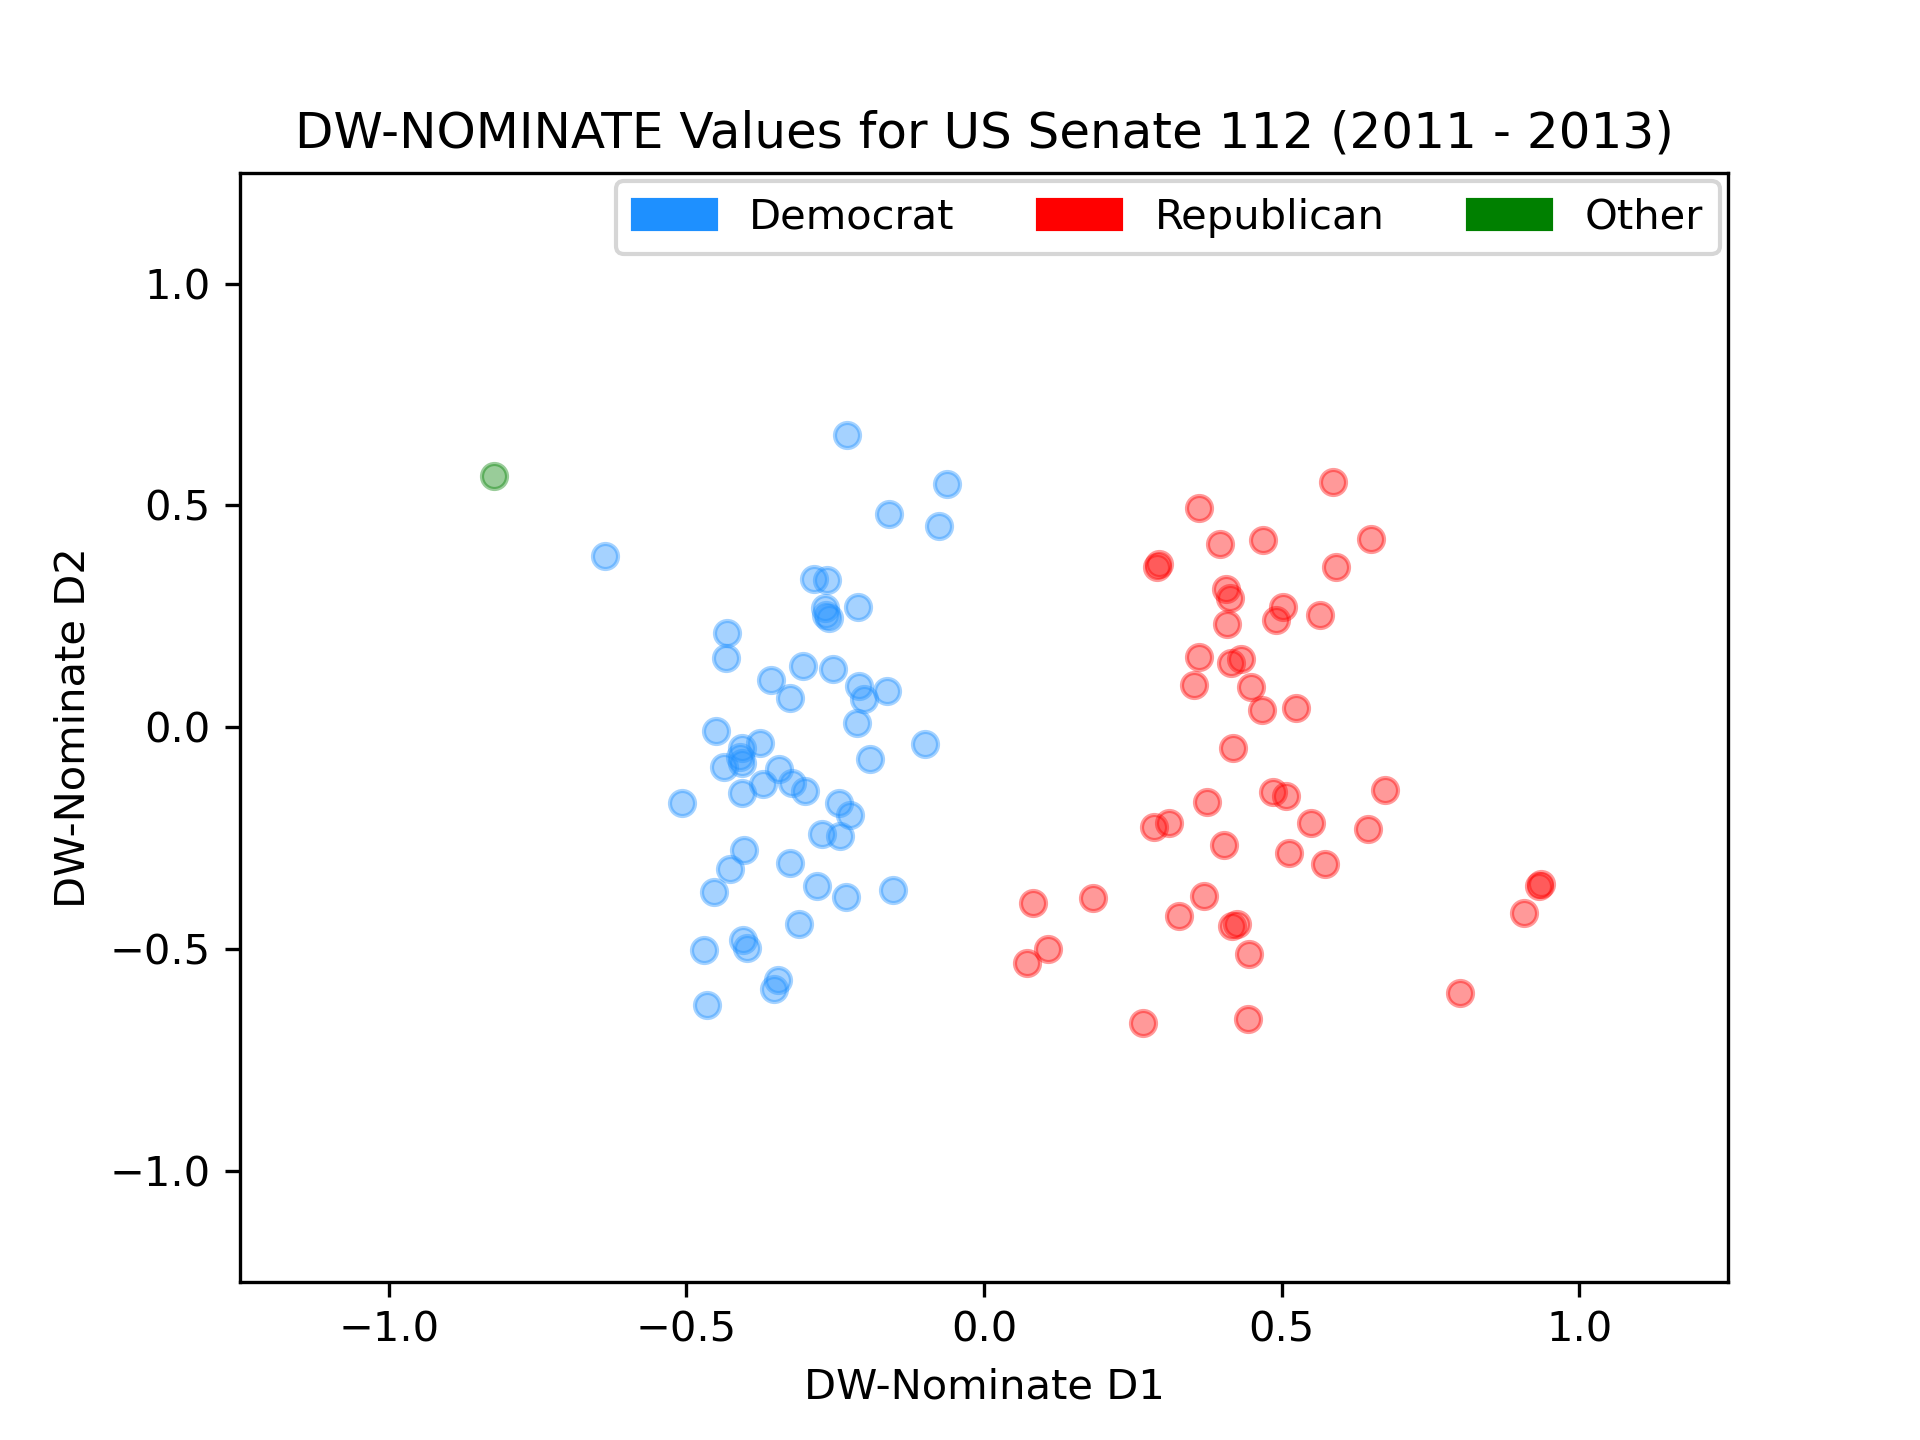 DW-NOMINATE Values for US Senate 112 (2011 - 2013)
Democrat Republican Other
1.0
0.5
0.0
−0.5
−1.0
DW-Nominate D2
−1.0 −0.5 0.0 0.5 1.0
DW-Nominate D1